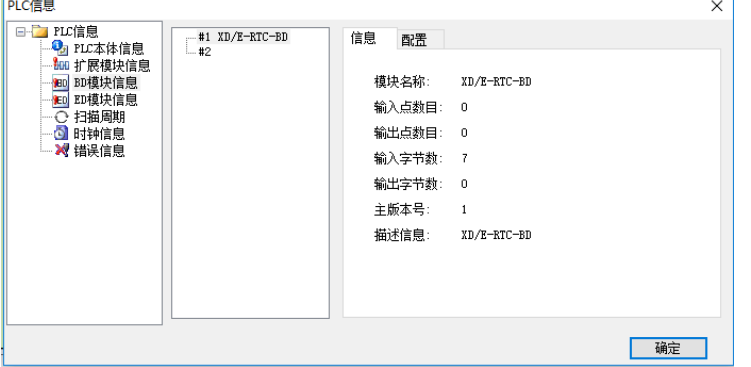 PLC信息
PLC信息
PLC本体信息
扩展模块信息
BD模块信息
ED模块信息
扫描周期
时钟信息
错误信息
#1 XD/E-RTC-BD
#2
信息 配置
模块名称: XD/E-RTC-BD
输入点数目: 0
输出点数目: 0
输入字节数: 7
输出字节数: 0
主版本号: 1
描述信息: XD/E-RTC-BD
确定